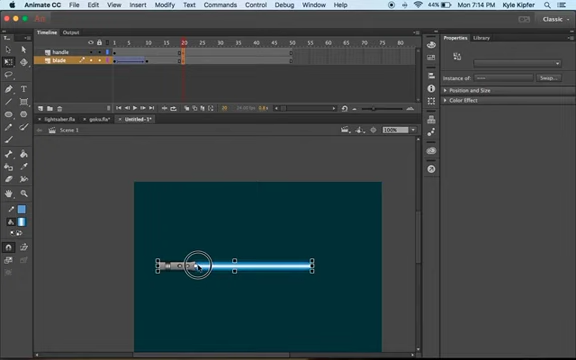 Animate CC File Edit View Insert Modify Text Commands Control Debug Window Help 44% Wed 7:14 PM Kyle Kipfer
Classic
Timeline Output
Properties Library
1 5 10 15 20 25 30 35 40 45 50 55 60 65 70 75 80
handle
blade
Instance of:
Swap...
Position and Size
Color Effect
lightsaber.fla goku.fla* Untitled-3*
Scene 1
100%